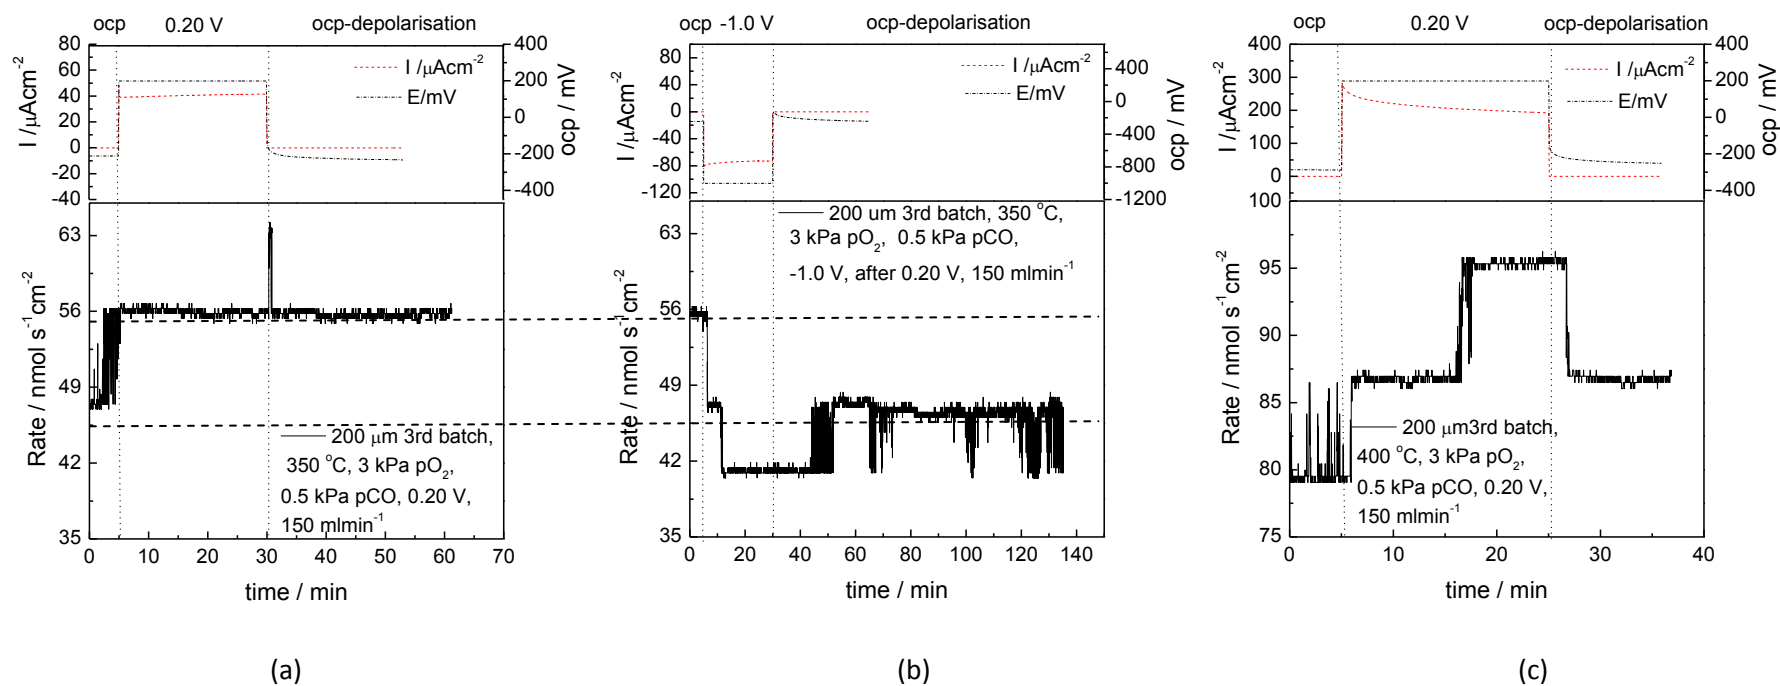 ocp 0.20 V ocp-depolarisation
80
60
40
20
0
-20
-40
I /μAcm-2
400
200
0
-200
-400
ocp / mV
I /μAcm-2
E/mV
63
56
49
42
35
Rate / nmol s-1cm-2
200 μm 3rd batch,
350 °C, 3 kPa pO2,
0.5 kPa pCO, 0.20 V,
150 mlmin-1
0 10 20 30 40 50 60 70
time / min
(a)
ocp -1.0 V ocp-depolarisation
80
40
0
-40
-80
-120
I /μAcm-2
400
0
-400
-800
-1200
ocp / mV
I /μAcm-2
E/mV
200 um 3rd batch, 350 °C,
3 kPa pO2, 0.5 kPa pCO,
-1.0 V, after 0.20 V, 150 mlmin-1
63
56
49
42
35
Rate / nmol s-1cm-2
0 20 40 60 80 100 120 140
time / min
(b)
ocp 0.20 V ocp-depolarisation
400
350
300
250
200
150
100
50
0
I /μAcm-2
400
200
0
-200
-400
ocp / mV
I /μAcm-2
E/mV
100
95
90
85
80
75
Rate / nmol s-1cm-2
200 μm3rd batch,
400 °C, 3 kPa pO2,
0.5 kPa pCO, 0.20 V,
150 mlmin-1
0 10 20 30 40
time / min
(c)